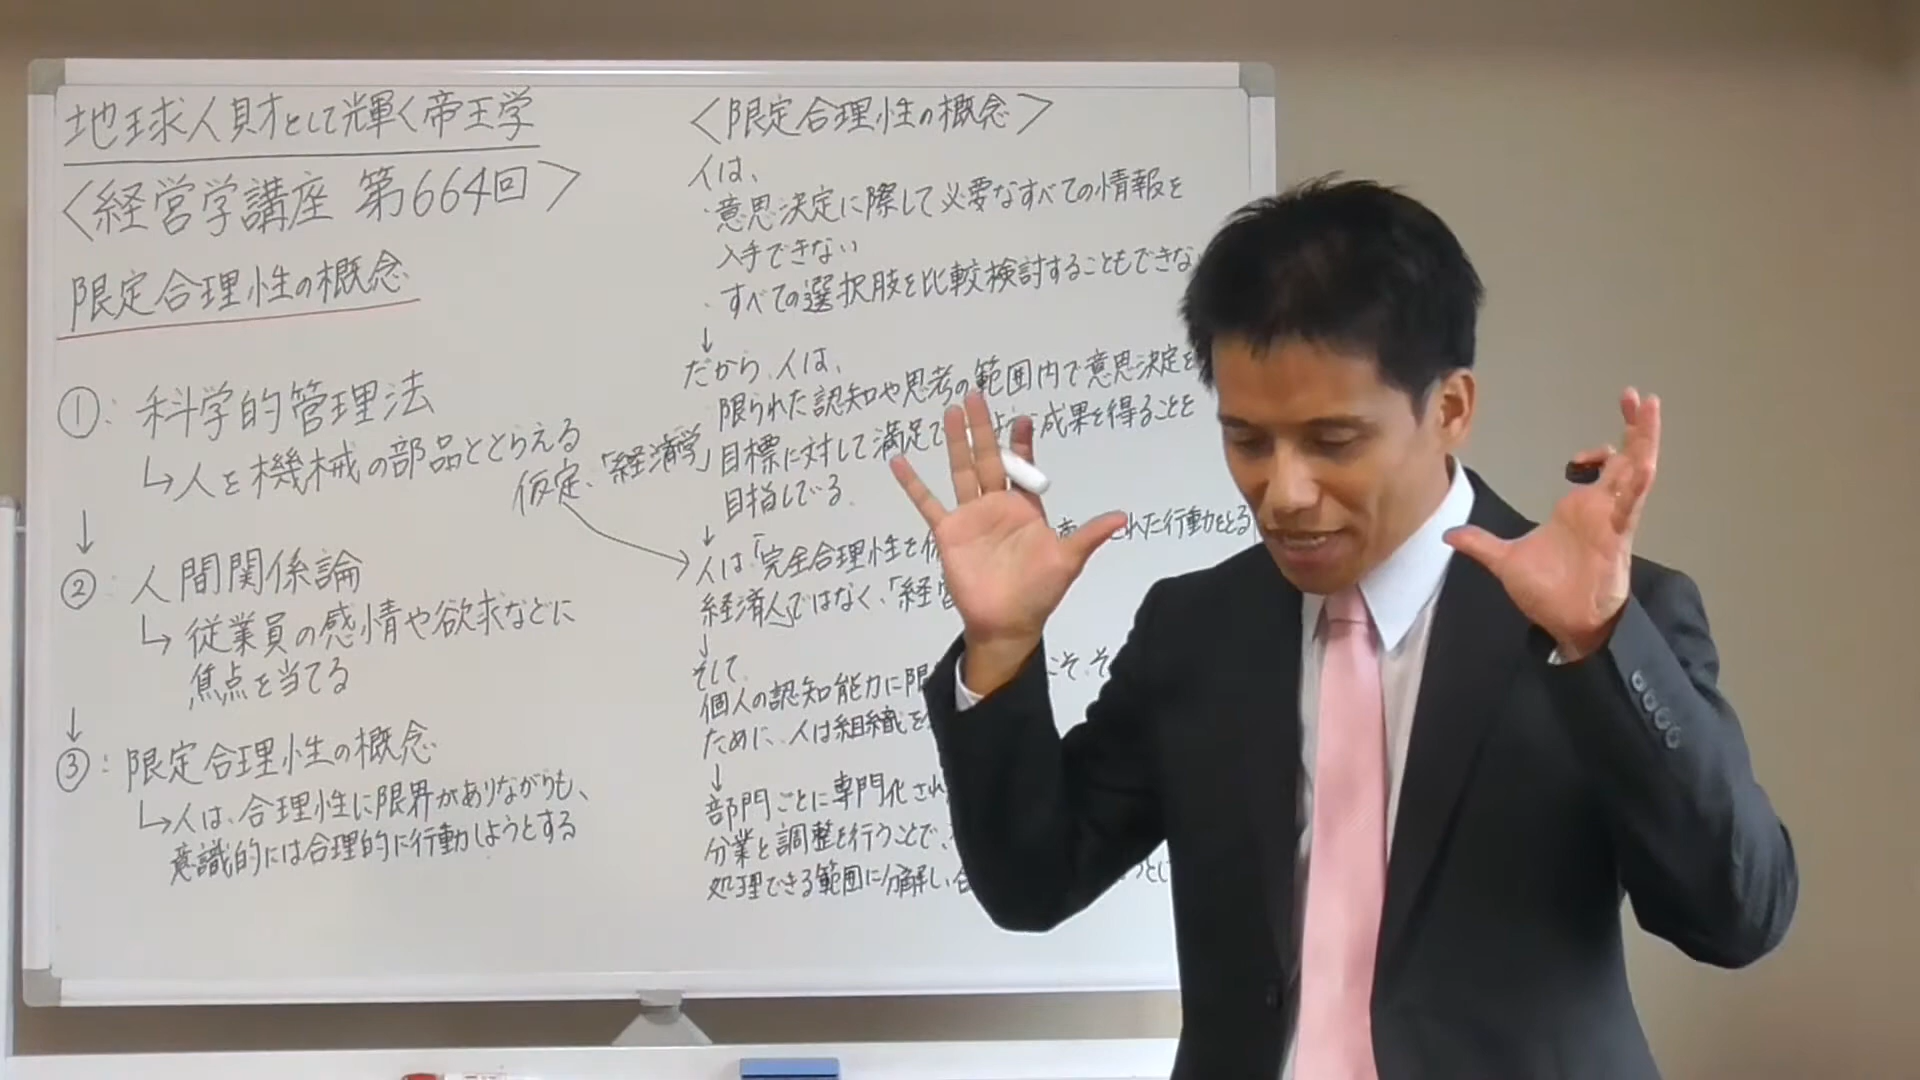 地球人財として輝く帝王学
〈経営学講座 第664回〉
限定合理性の概念
①: 科学的管理法
↳人を機械の部品ととらえる
↓
②: 人間関係論
↳従業員の感情や欲求などに
焦点を当てる
↓
③: 限定合理性の概念
↳人は、合理性に限界がありながらも、
意識的には合理的に行動しようとする
〈限定合理性の概念〉
人は、
・意思決定に際して必要なすべての情報を
入手できない
・すべての選択肢を比較検討することもできな
↓
だから、人は、
限られた認知や思考の範囲内で意思決定を
目標に対して満足で 成果を得ることを
目指している。
仮定、「経済学」
↓
→人は「完全合理性を された行動をとる
経済人」ではなく、「経営
↓
そして、
個人の認知能力に限 こそ、そ
ために、人は組織を
↓
部門ごとに専門化され
分業と調整を行うことで、
処理できる範囲に分解し、合 うとし